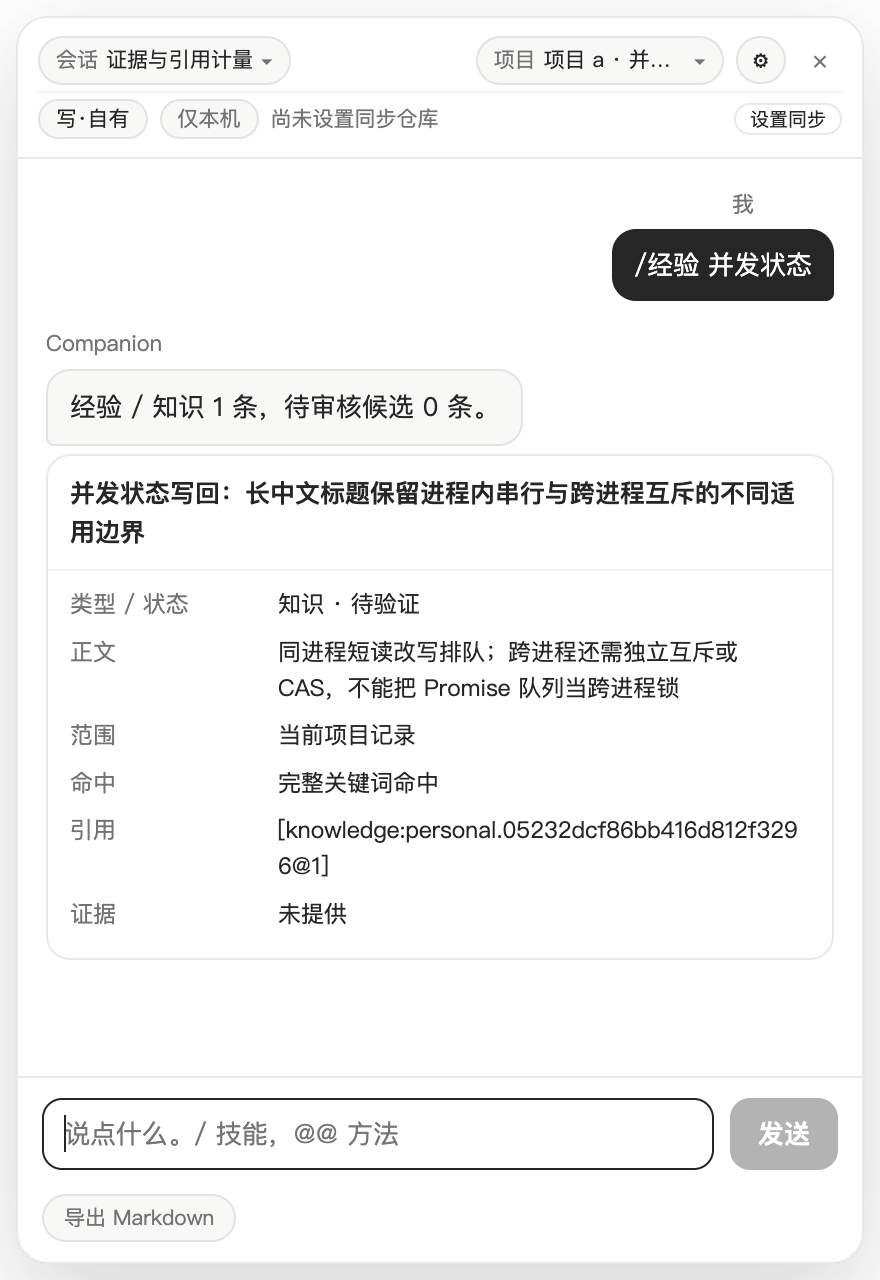 会话 证据与引用计量
项目 项目 a · 并…
写·自有 仅本机 尚未设置同步仓库 设置同步
我
/经验 并发状态
Companion
经验 / 知识 1 条，待审核候选 0 条。
并发状态写回：长中文标题保留进程内串行与跨进程互斥的不同适
用边界
类型 / 状态 知识 · 待验证
正文 同进程短读改写排队；跨进程还需独立互斥或
CAS，不能把 Promise 队列当跨进程锁
范围 当前项目记录
命中 完整关键词命中
引用 [knowledge:personal.05232dcf86bb416d812f329
6@1]
证据 未提供
说点什么。/ 技能，@@ 方法
发送
导出 Markdown